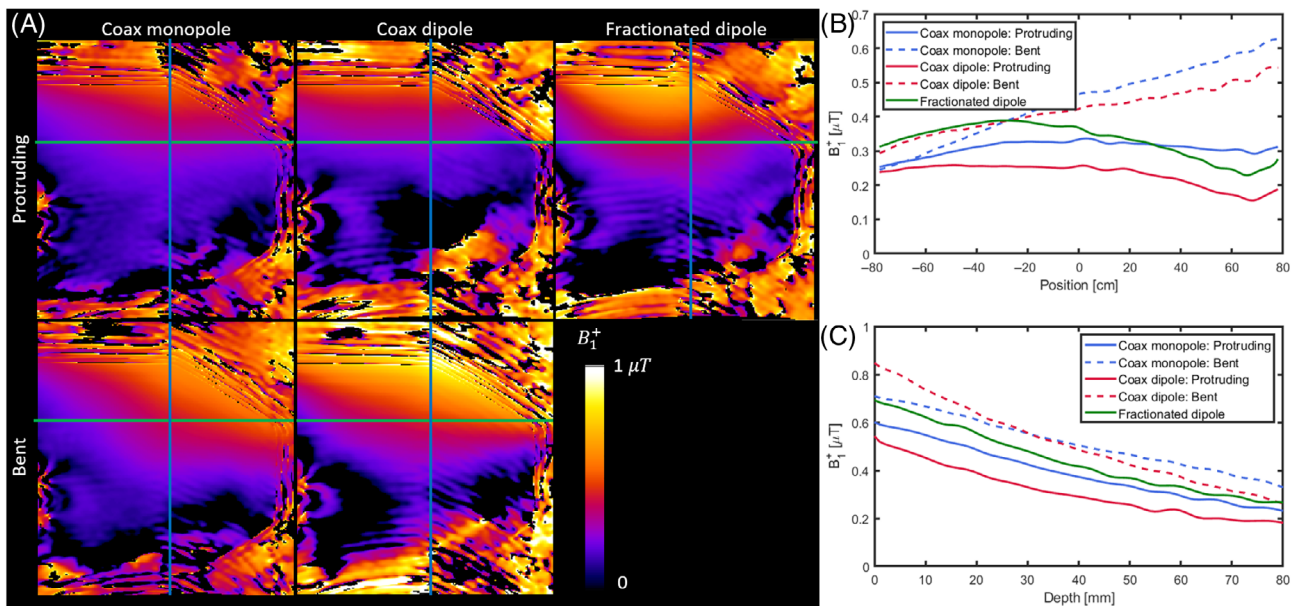 (A)
Coax monopole
Coax dipole
Fractionated dipole
Protruding
Bent
B₁⁺
1 μT
0
(B)
0.7
0.6
0.5
0.4
0.3
0.2
0.1
0
B₁⁺ [μT]
Coax monopole: Protruding
Coax monopole: Bent
Coax dipole: Protruding
Coax dipole: Bent
Fractionated dipole
−80 −60 −40 −20 0 20 40 60 80
Position [cm]
(C)
1
0.8
0.6
0.4
0.2
0
B₁⁺ [μT]
Coax monopole: Protruding
Coax monopole: Bent
Coax dipole: Protruding
Coax dipole: Bent
Fractionated dipole
0 10 20 30 40 50 60 70 80
Depth [mm]